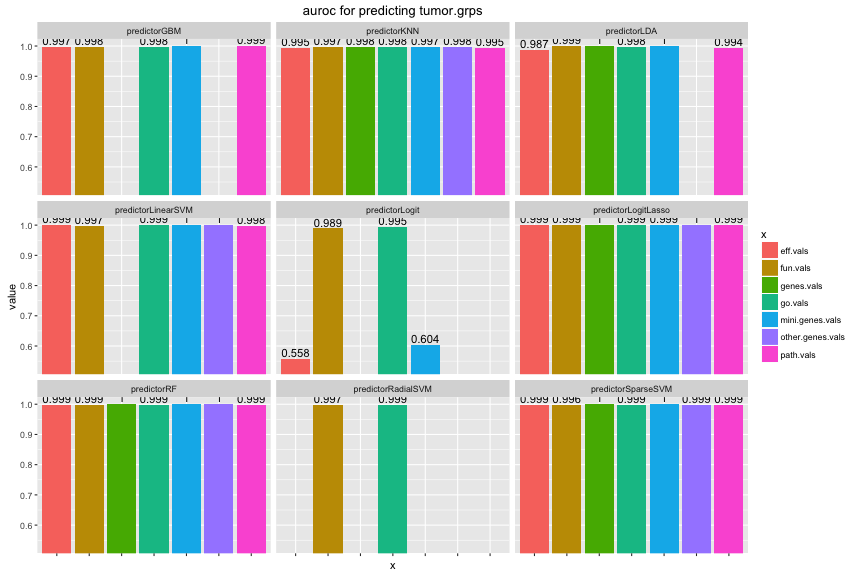 auroc for predicting tumor.grps
predictorGBM predictorKNN predictorLDA
0.997 0.998 0.998 1 0.999 0.995 0.997 0.998 0.998 0.997 0.998 0.995 0.987 0.999 1 0.998 1 0.994
1.0
0.9
0.8
0.7
0.6
predictorLinearSVM predictorLogit predictorLogitLasso
0.999 0.997 0.999 1 1 0.998 0.558 0.989 0.995 0.604 0.999 0.999 1 0.999 0.999 1 0.999
1.0
0.9
0.8
0.7
0.6
predictorRF predictorRadialSVM predictorSparseSVM
0.999 0.999 1 0.999 1 1 0.999 0.997 0.999 0.999 0.996 1 0.999 1 0.999 0.999
1.0
0.9
0.8
0.7
0.6
value
x
x
eff.vals
fun.vals
genes.vals
go.vals
mini.genes.vals
other.genes.vals
path.vals